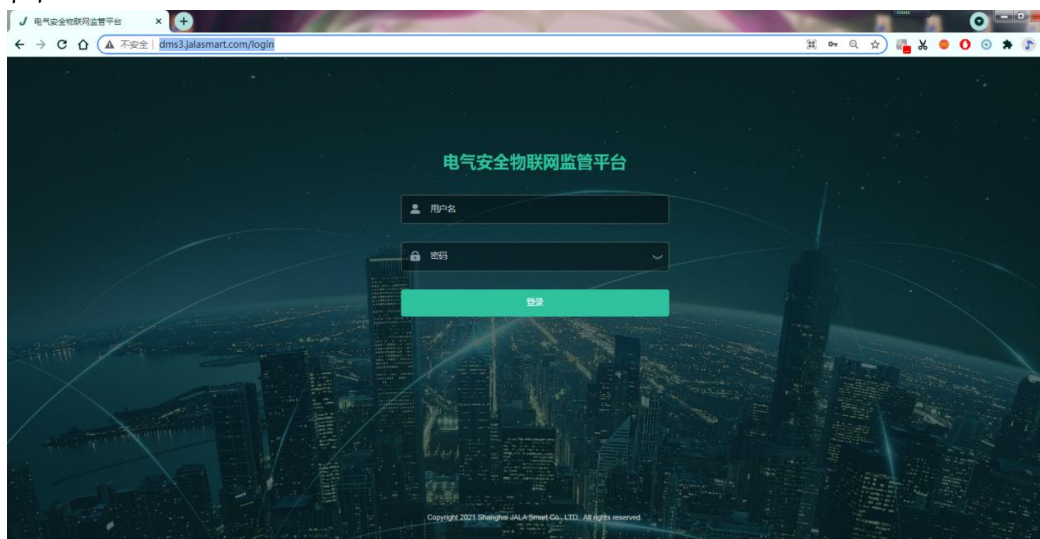 电气安全物联网监管平台
不安全 dms3.jalasmart.com/login
电气安全物联网监管平台
用户名
密码
登录
Copyright 2021 Shanghai JALA Smart Co., LTD. All rights reserved.